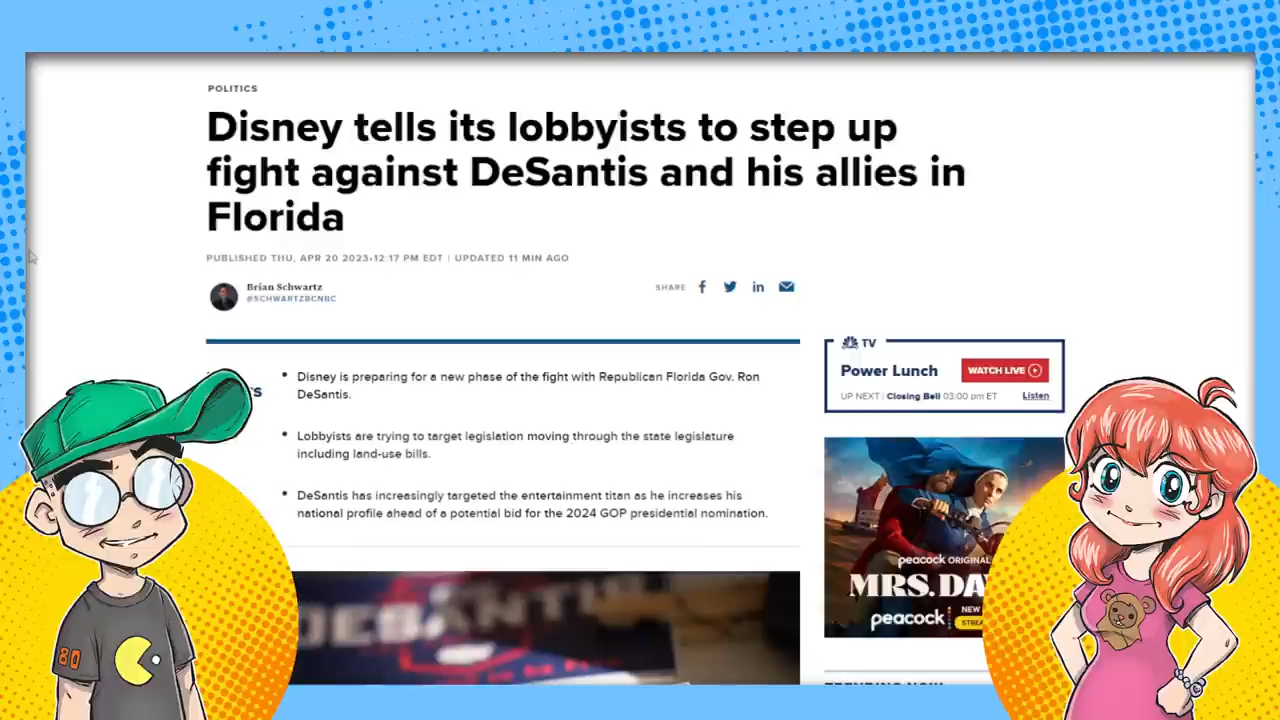 POLITICS
Disney tells its lobbyists to step up
fight against DeSantis and his allies in
Florida
PUBLISHED THU, APR 20 2023•12:17 PM EDT | UPDATED 11 MIN AGO
Brian Schwartz
@SCHWARTZBCNBC
SHARE
TV
Power Lunch
WATCH LIVE
UP NEXT | Closing Bell 03:00 pm ET
Listen
• Disney is preparing for a new phase of the fight with Republican Florida Gov. Ron
DeSantis.
• Lobbyists are trying to target legislation moving through the state legislature
including land-use bills.
• DeSantis has increasingly targeted the entertainment titan as he increases his
national profile ahead of a potential bid for the 2024 GOP presidential nomination.
peacock ORIGINAL
MRS. DA
peacock
NEW
STREA
DESANTIS
TRENDING NOW
80